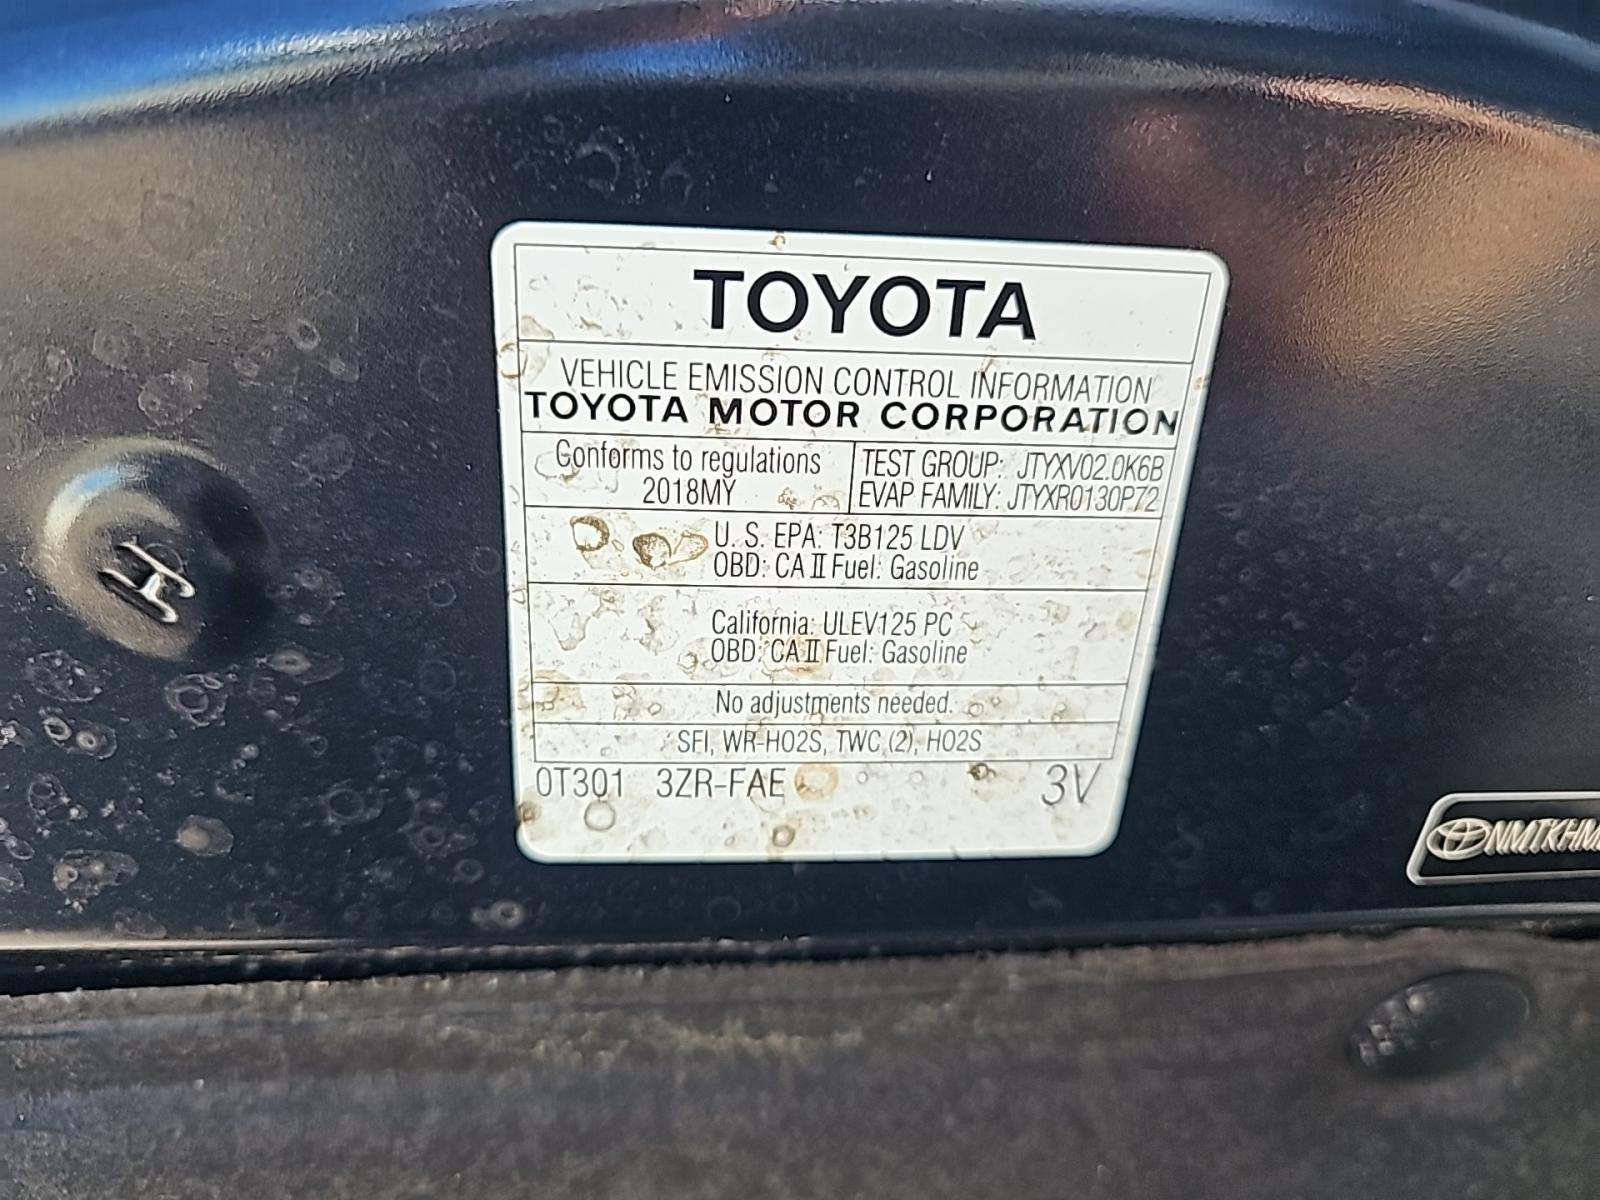 TOYOTA
VEHICLE EMISSION CONTROL INFORMATION
TOYOTA MOTOR CORPORATION
Conforms to regulations
2018MY
TEST GROUP: JTYXV02.0K6B
EVAP FAMILY: JTYXR0130P72
U. S. EPA: T3B125 LDV
OBD: CA II Fuel: Gasoline
California: ULEV125 PC
OBD: CA II Fuel: Gasoline
No adjustments needed.
SFI, WR-HO2S, TWC (2), HO2S
0T301 3ZR-FAE 3V
H
NMTKHM